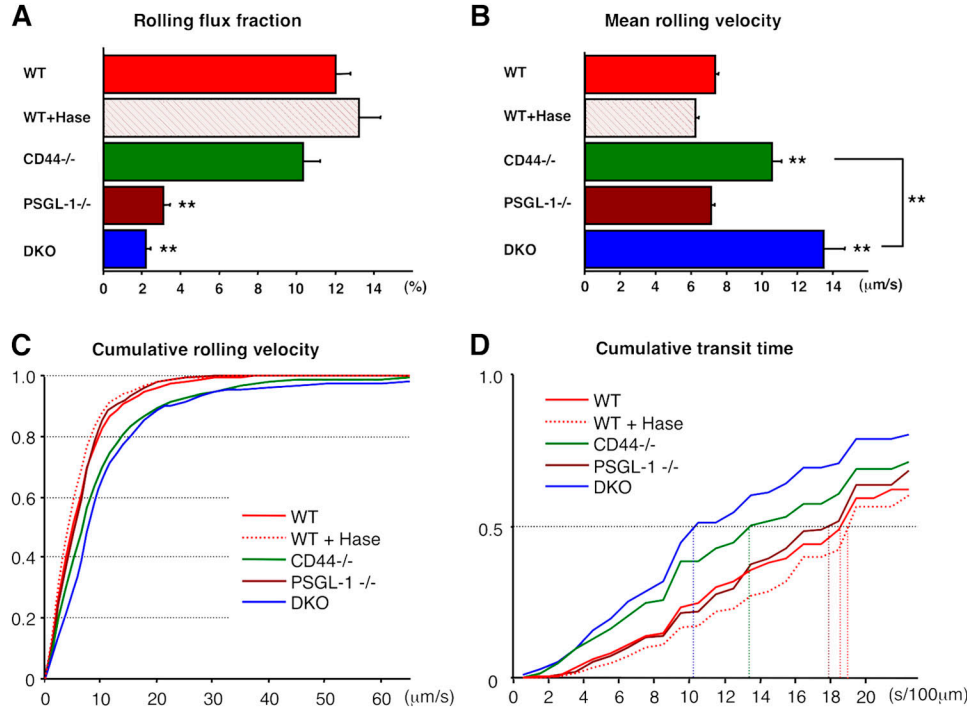 A
Rolling flux fraction
WT
WT+Hase
CD44-/-
PSGL-1-/-
**
DKO
**
0 2 4 6 8 10 12 14 (%)
B
Mean rolling velocity
WT
WT+Hase
CD44-/-
**
PSGL-1-/-
**
DKO
**
0 2 4 6 8 10 12 14 (μm/s)
C
Cumulative rolling velocity
1.0
0.8
0.6
0.4
0.2
0
WT
WT + Hase
CD44-/-
PSGL-1 -/-
DKO
0 10 20 30 40 50 60 (μm/s)
D
Cumulative transit time
1.0
0.5
0
WT
WT + Hase
CD44-/-
PSGL-1 -/-
DKO
0 2 4 6 8 10 12 14 16 18 20 (s/100μm)